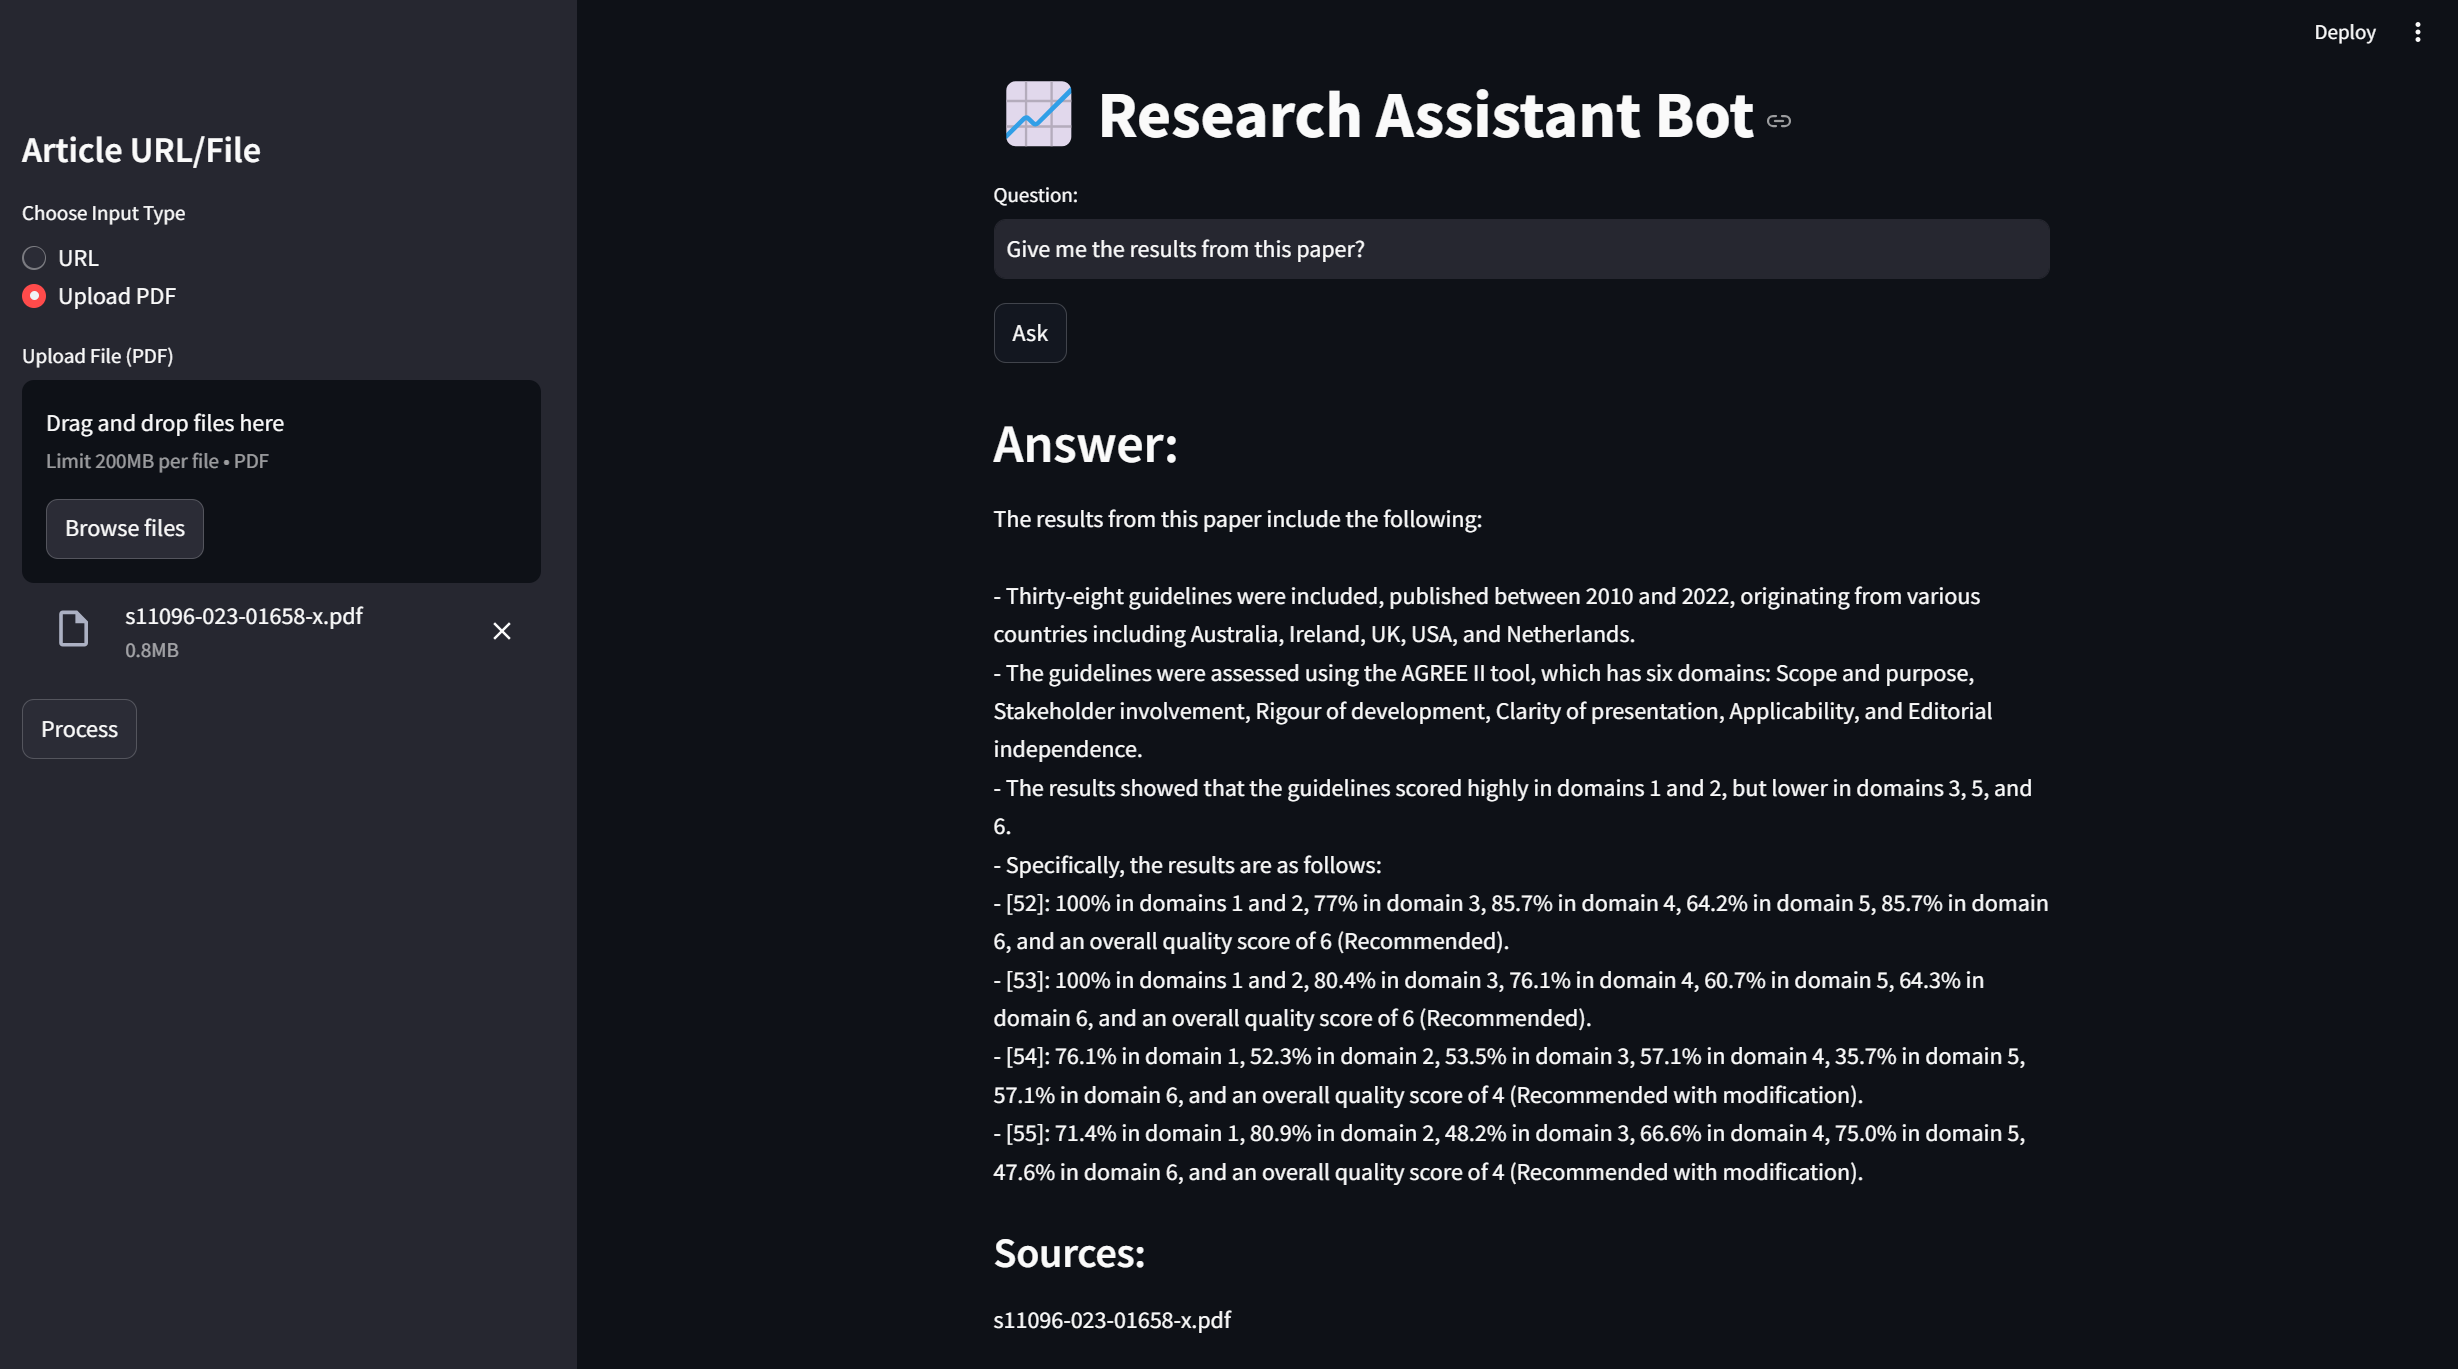 Deploy
Article URL/File
Choose Input Type
URL
Upload PDF
Upload File (PDF)
Drag and drop files here
Limit 200MB per file • PDF
Browse files
s11096-023-01658-x.pdf
0.8MB
Process
Research Assistant Bot
Question:
Give me the results from this paper?
Ask
Answer:
The results from this paper include the following:
- Thirty-eight guidelines were included, published between 2010 and 2022, originating from various
countries including Australia, Ireland, UK, USA, and Netherlands.
- The guidelines were assessed using the AGREE II tool, which has six domains: Scope and purpose,
Stakeholder involvement, Rigour of development, Clarity of presentation, Applicability, and Editorial
independence.
- The results showed that the guidelines scored highly in domains 1 and 2, but lower in domains 3, 5, and
6.
- Specifically, the results are as follows:
- [52]: 100% in domains 1 and 2, 77% in domain 3, 85.7% in domain 4, 64.2% in domain 5, 85.7% in domain
6, and an overall quality score of 6 (Recommended).
- [53]: 100% in domains 1 and 2, 80.4% in domain 3, 76.1% in domain 4, 60.7% in domain 5, 64.3% in
domain 6, and an overall quality score of 6 (Recommended).
- [54]: 76.1% in domain 1, 52.3% in domain 2, 53.5% in domain 3, 57.1% in domain 4, 35.7% in domain 5,
57.1% in domain 6, and an overall quality score of 4 (Recommended with modification).
- [55]: 71.4% in domain 1, 80.9% in domain 2, 48.2% in domain 3, 66.6% in domain 4, 75.0% in domain 5,
47.6% in domain 6, and an overall quality score of 4 (Recommended with modification).
Sources:
s11096-023-01658-x.pdf